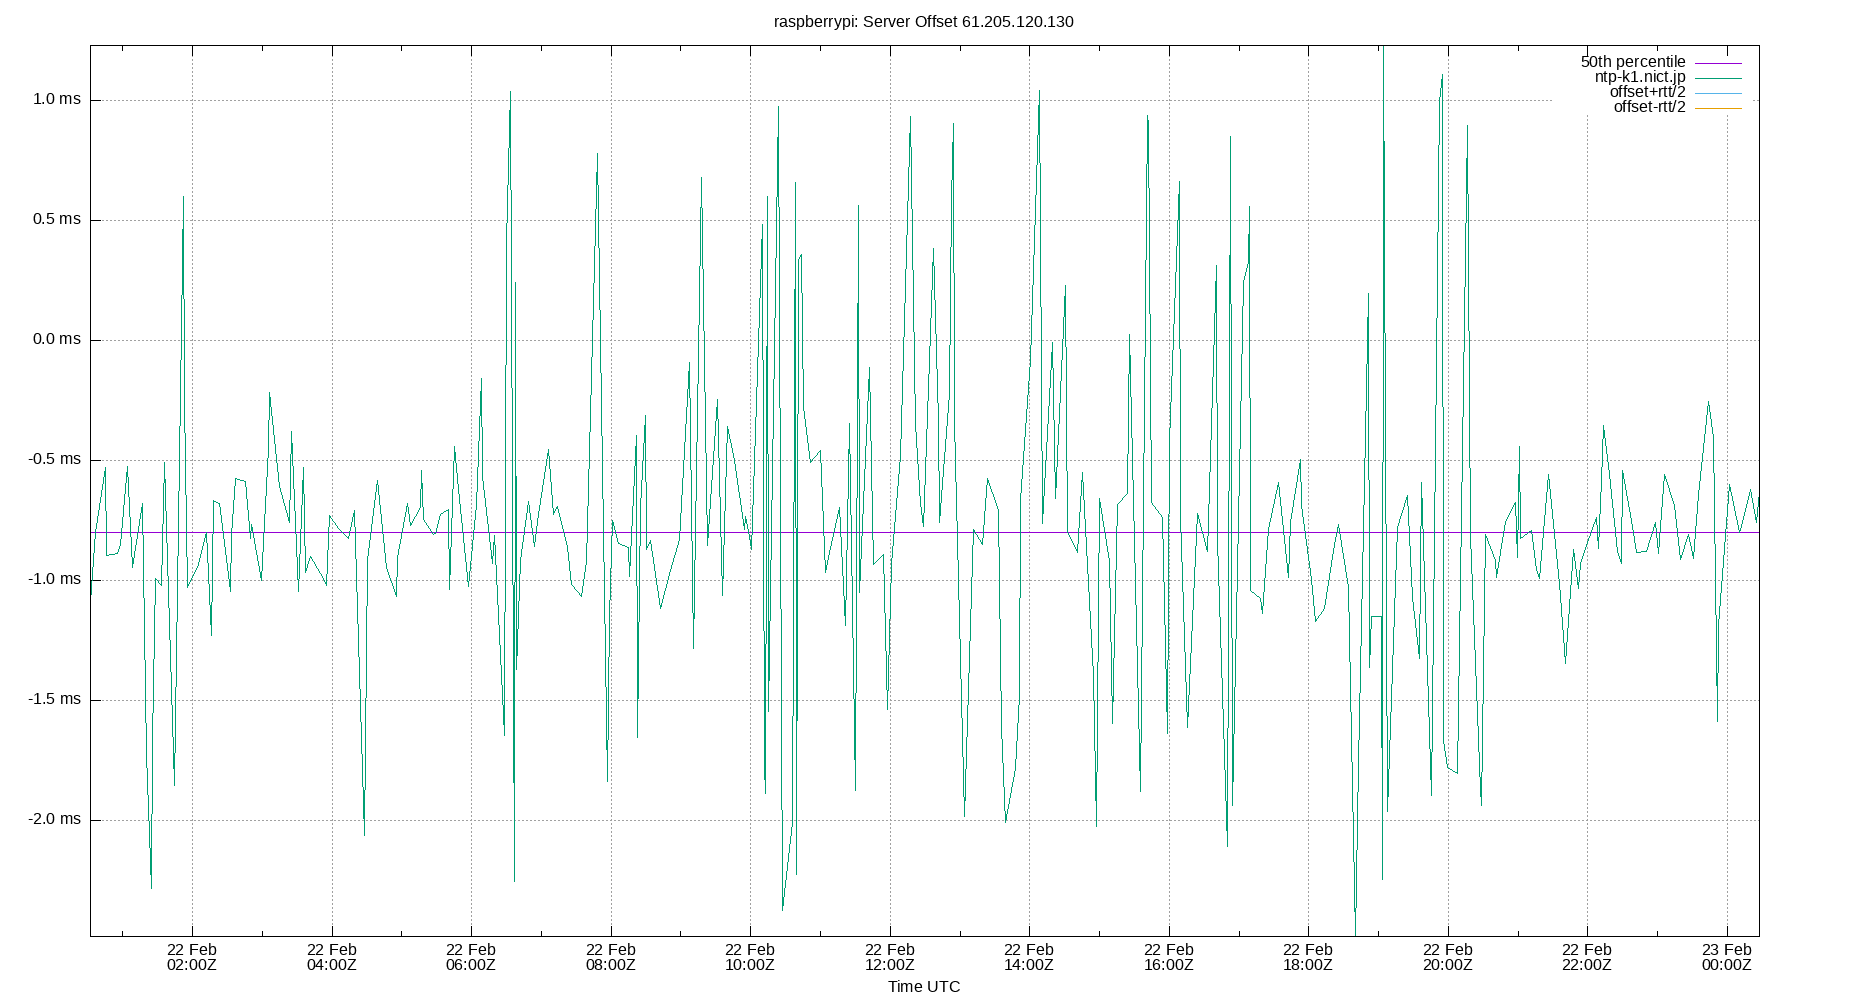 raspberrypi: Server Offset 61.205.120.130
50th percentile
ntp-k1.nict.jp
offset+rtt/2
offset-rtt/2
1.0 ms
0.5 ms
0.0 ms
-0.5 ms
-1.0 ms
-1.5 ms
-2.0 ms
22 Feb 22 Feb 22 Feb 22 Feb 22 Feb 22 Feb 22 Feb 22 Feb 22 Feb 22 Feb 22 Feb 23 Feb
02:00Z 04:00Z 06:00Z 08:00Z 10:00Z 12:00Z 14:00Z 16:00Z 18:00Z 20:00Z 22:00Z 00:00Z
Time UTC